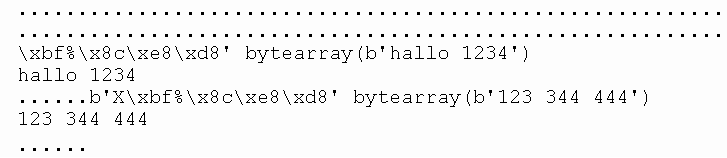 ...........................................................
...........................................................
\xbf%\x8c\xe8\xd8' bytearray(b'hallo 1234')
hallo 1234
......b'X\xbf%\x8c\xe8\xd8' bytearray(b'123 344 444')
123 344 444
......